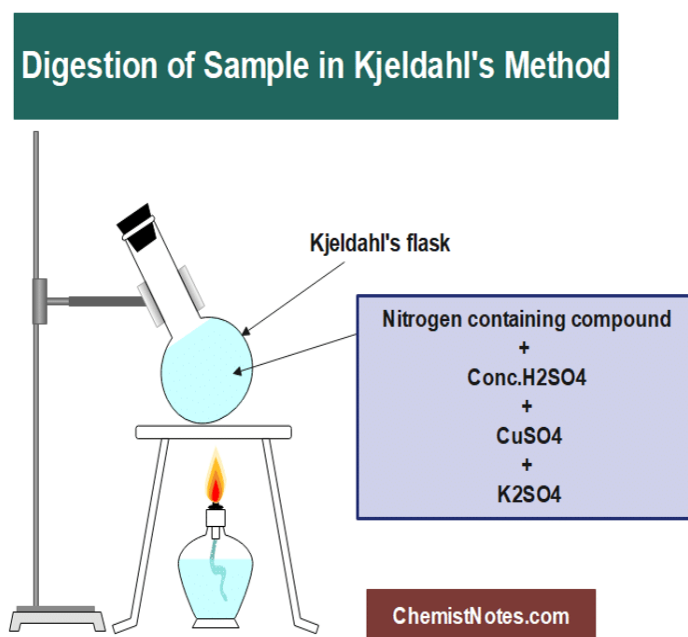 Digestion of Sample in Kjeldahl's Method
Kjeldahl's flask
Nitrogen containing compound
+
Conc.H2SO4
+
CuSO4
+
K2SO4
ChemistNotes.com